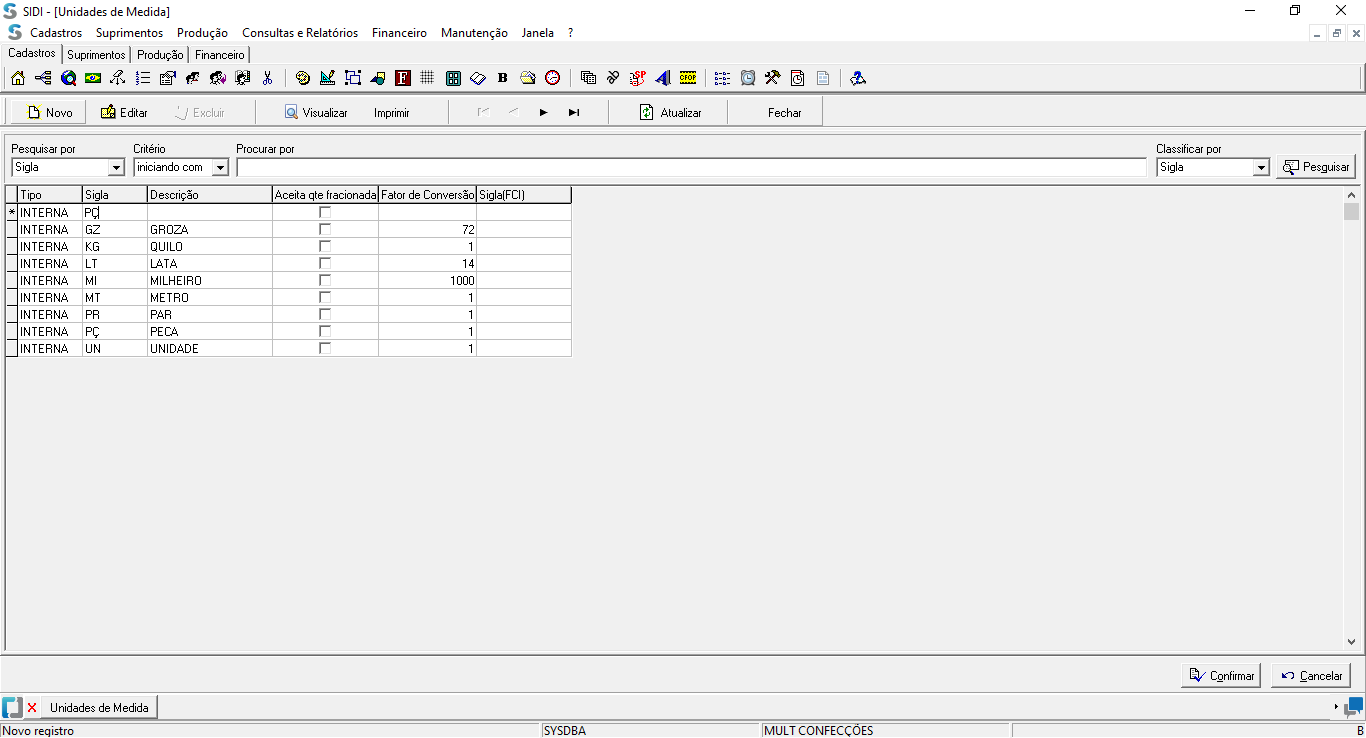 SIDI - [Unidades de Medida]
Cadastros Suprimentos Produção Consultas e Relatórios Financeiro Manutenção Janela ?
Cadastros Suprimentos Produção Financeiro
F B SP CFOP
Novo Editar Excluir Visualizar Imprimir Atualizar Fechar
Pesquisar por Critério Procurar por Classificar por
Sigla iniciando com Sigla Pesquisar
Tipo Sigla Descrição Aceita qte fracionada Fator de Conversão Sigla(FCI)
* INTERNA PÇ
INTERNA GZ GROZA 72
INTERNA KG QUILO 1
INTERNA LT LATA 14
INTERNA MI MILHEIRO 1000
INTERNA MT METRO 1
INTERNA PR PAR 1
INTERNA PÇ PECA 1
INTERNA UN UNIDADE 1
Confirmar Cancelar
Unidades de Medida
Novo registro SYSDBA MULT CONFECÇÕES B